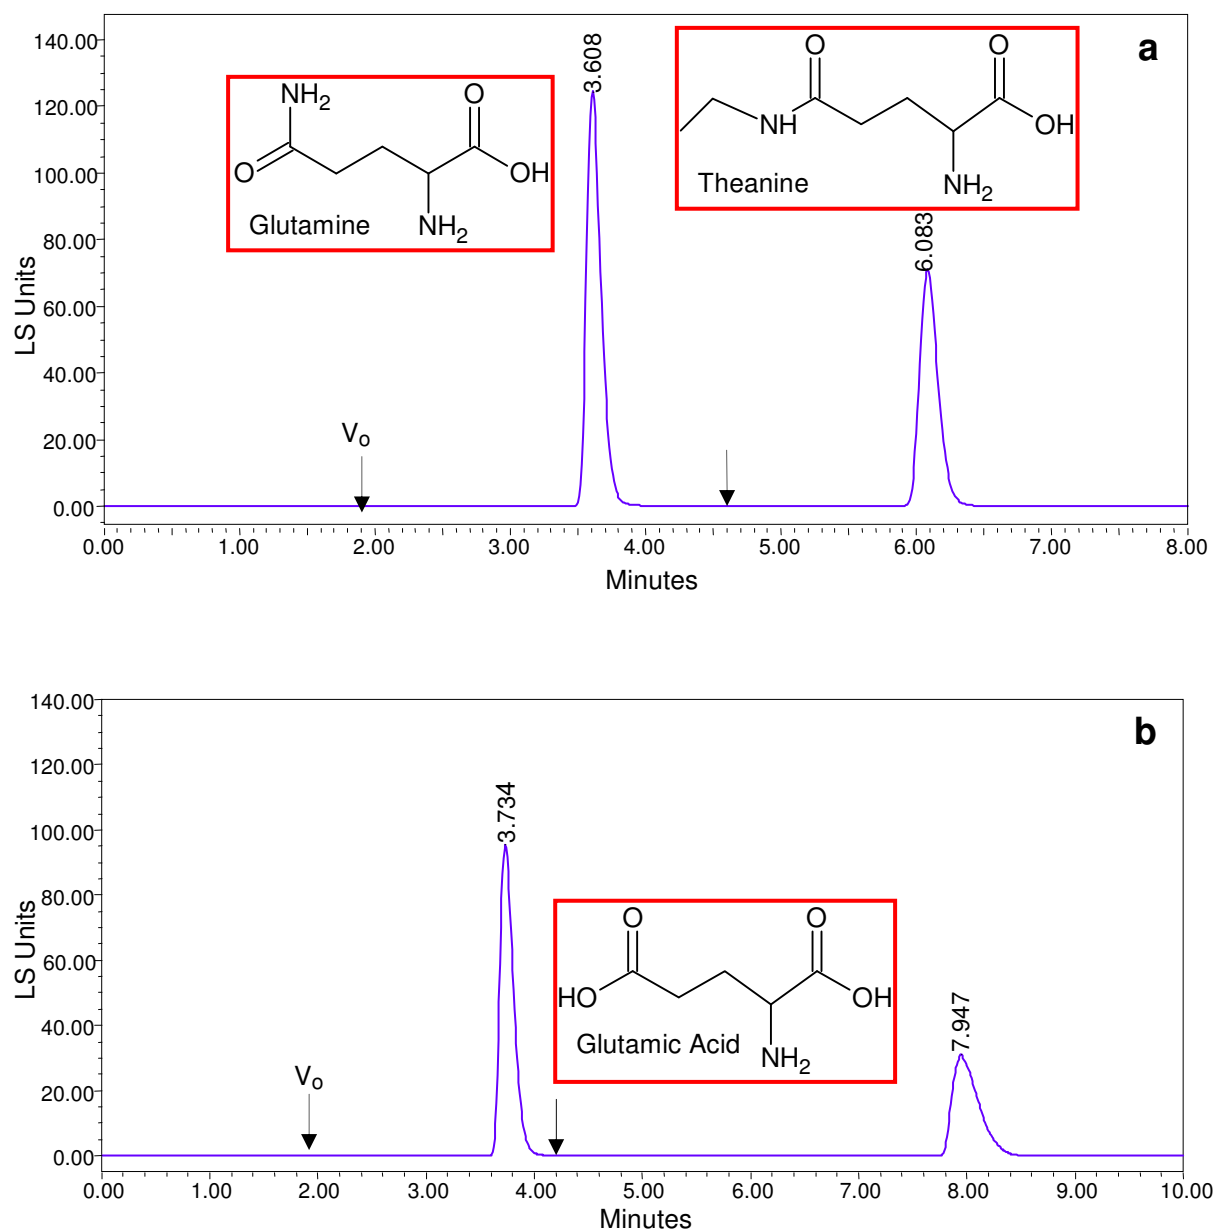 a
140.00
120.00
100.00
80.00
60.00
40.00
20.00
0.00
LS Units
3.608
6.083
NH2
O
O
OH
NH2
Glutamine
O
O
NH
OH
NH2
Theanine
Vo
0.00 1.00 2.00 3.00 4.00 5.00 6.00 7.00 8.00
Minutes
b
140.00
120.00
100.00
80.00
60.00
40.00
20.00
0.00
LS Units
3.734
7.947
O
O
HO
OH
Glutamic Acid
NH2
Vo
0.00 1.00 2.00 3.00 4.00 5.00 6.00 7.00 8.00 9.00 10.00
Minutes